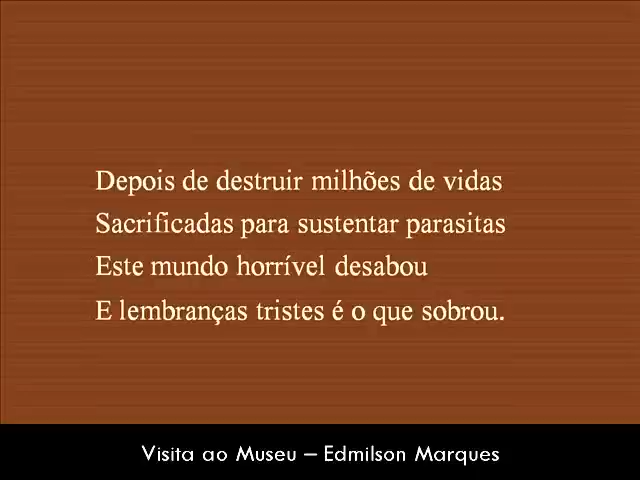 Depois de destruir milhões de vidas
Sacrificadas para sustentar parasitas
Este mundo horrível desabou
E lembranças tristes é o que sobrou.
Visita ao Museu – Edmilson Marques